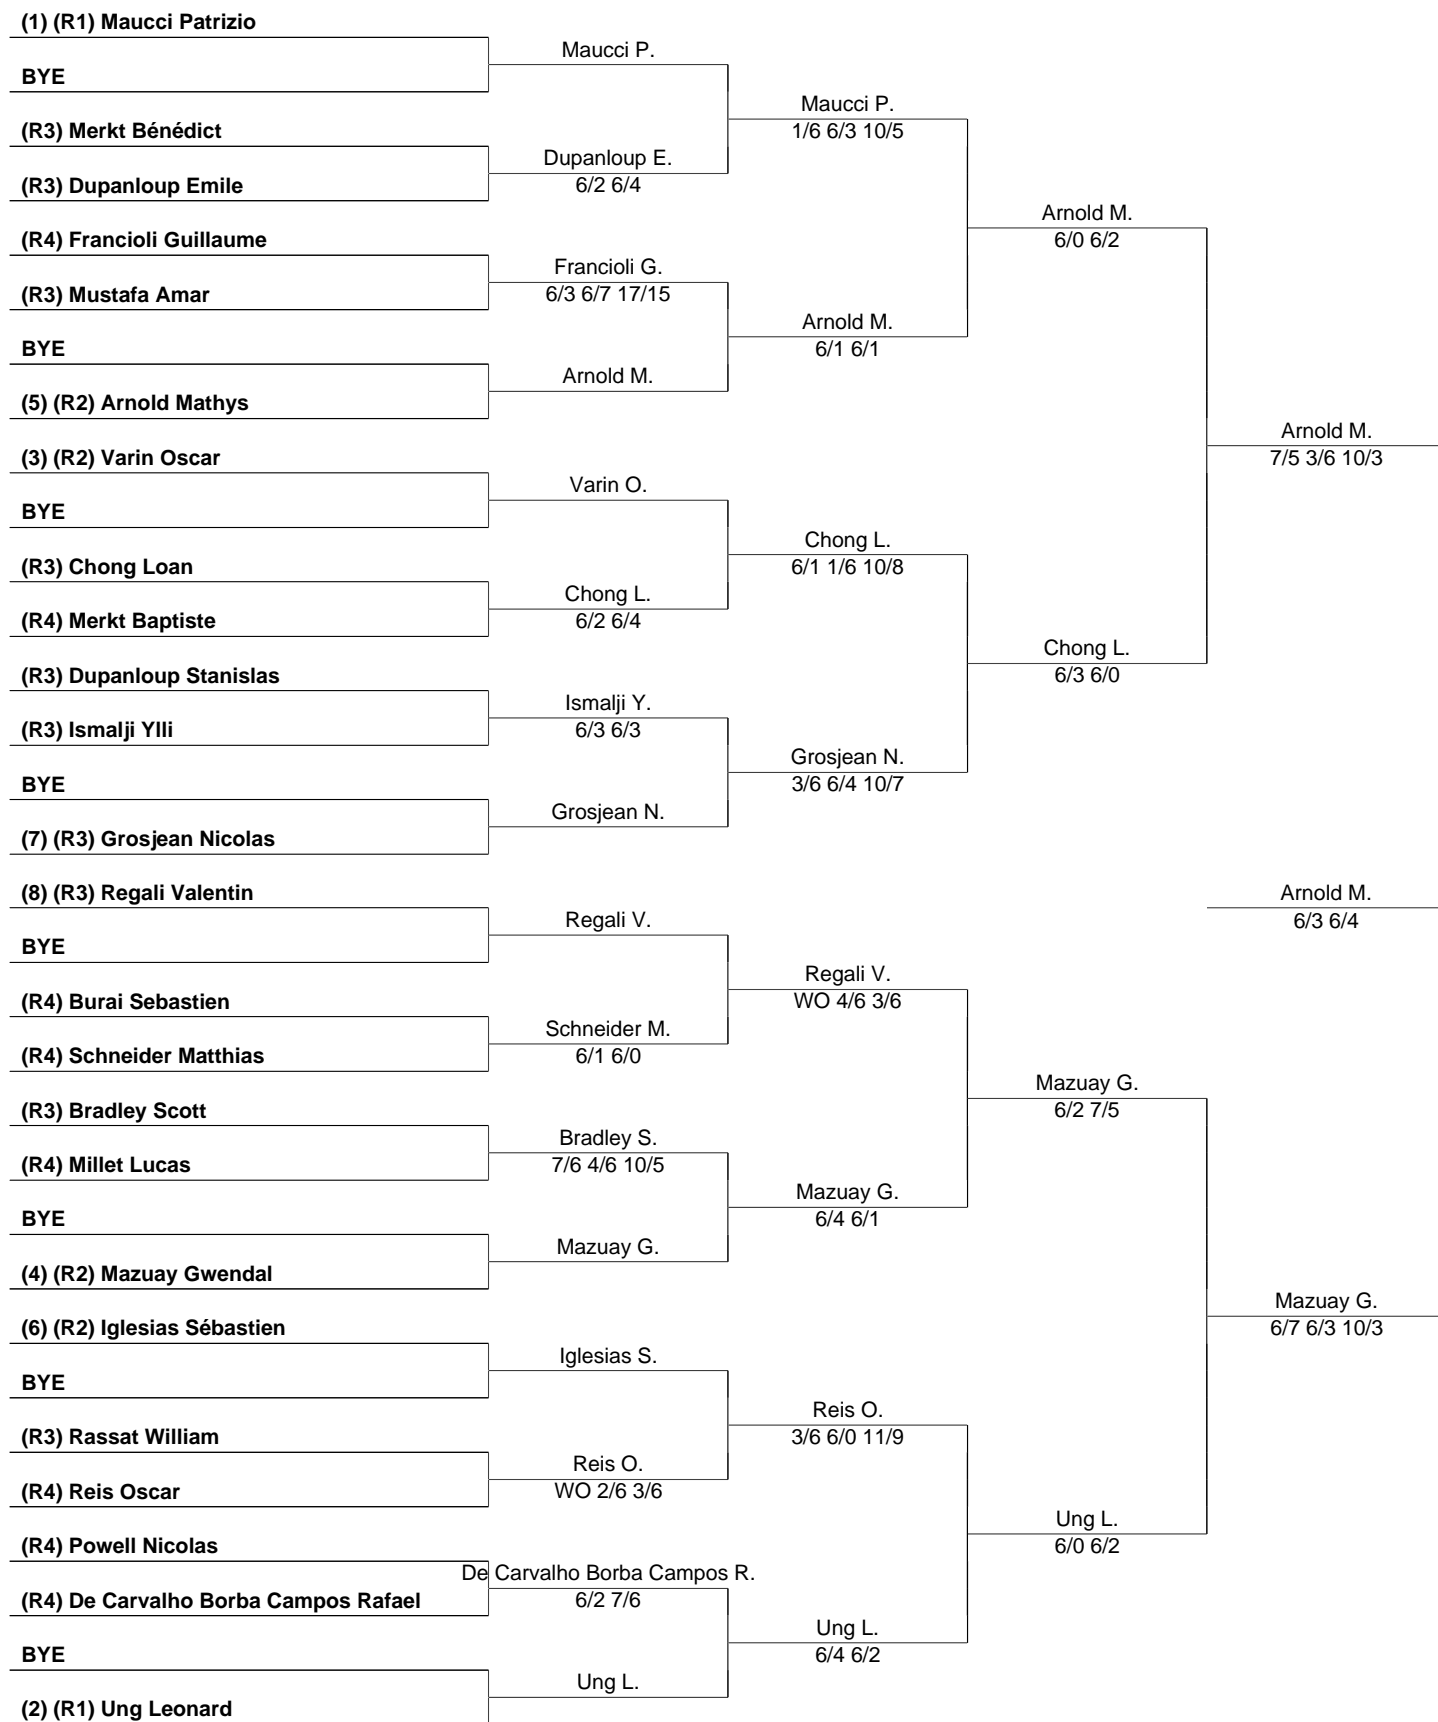 (1) (R1) Maucci Patrizio
BYE
(R3) Merkt Bénédict
(R3) Dupanloup Emile
(R4) Francioli Guillaume
(R3) Mustafa Amar
BYE
(5) (R2) Arnold Mathys
(3) (R2) Varin Oscar
BYE
(R3) Chong Loan
(R4) Merkt Baptiste
(R3) Dupanloup Stanislas
(R3) Ismalji Ylli
BYE
(7) (R3) Grosjean Nicolas
(8) (R3) Regali Valentin
BYE
(R4) Burai Sebastien
(R4) Schneider Matthias
(R3) Bradley Scott
(R4) Millet Lucas
BYE
(4) (R2) Mazuay Gwendal
(6) (R2) Iglesias Sébastien
BYE
(R3) Rassat William
(R4) Reis Oscar
(R4) Powell Nicolas
(R4) De Carvalho Borba Campos Rafael
BYE
(2) (R1) Ung Leonard
Maucci P.
Dupanloup E.
6/2 6/4
Francioli G.
6/3 6/7 17/15
Arnold M.
Varin O.
Chong L.
6/2 6/4
Ismalji Y.
6/3 6/3
Grosjean N.
Regali V.
Schneider M.
6/1 6/0
Bradley S.
7/6 4/6 10/5
Mazuay G.
Iglesias S.
Reis O.
WO 2/6 3/6
De Carvalho Borba Campos R.
6/2 7/6
Ung L.
Maucci P.
1/6 6/3 10/5
Arnold M.
6/1 6/1
Chong L.
6/1 1/6 10/8
Grosjean N.
3/6 6/4 10/7
Regali V.
WO 4/6 3/6
Mazuay G.
6/4 6/1
Reis O.
3/6 6/0 11/9
Ung L.
6/4 6/2
Arnold M.
6/0 6/2
Chong L.
6/3 6/0
Mazuay G.
6/2 7/5
Ung L.
6/0 6/2
Arnold M.
7/5 3/6 10/3
Arnold M.
6/3 6/4
Mazuay G.
6/7 6/3 10/3